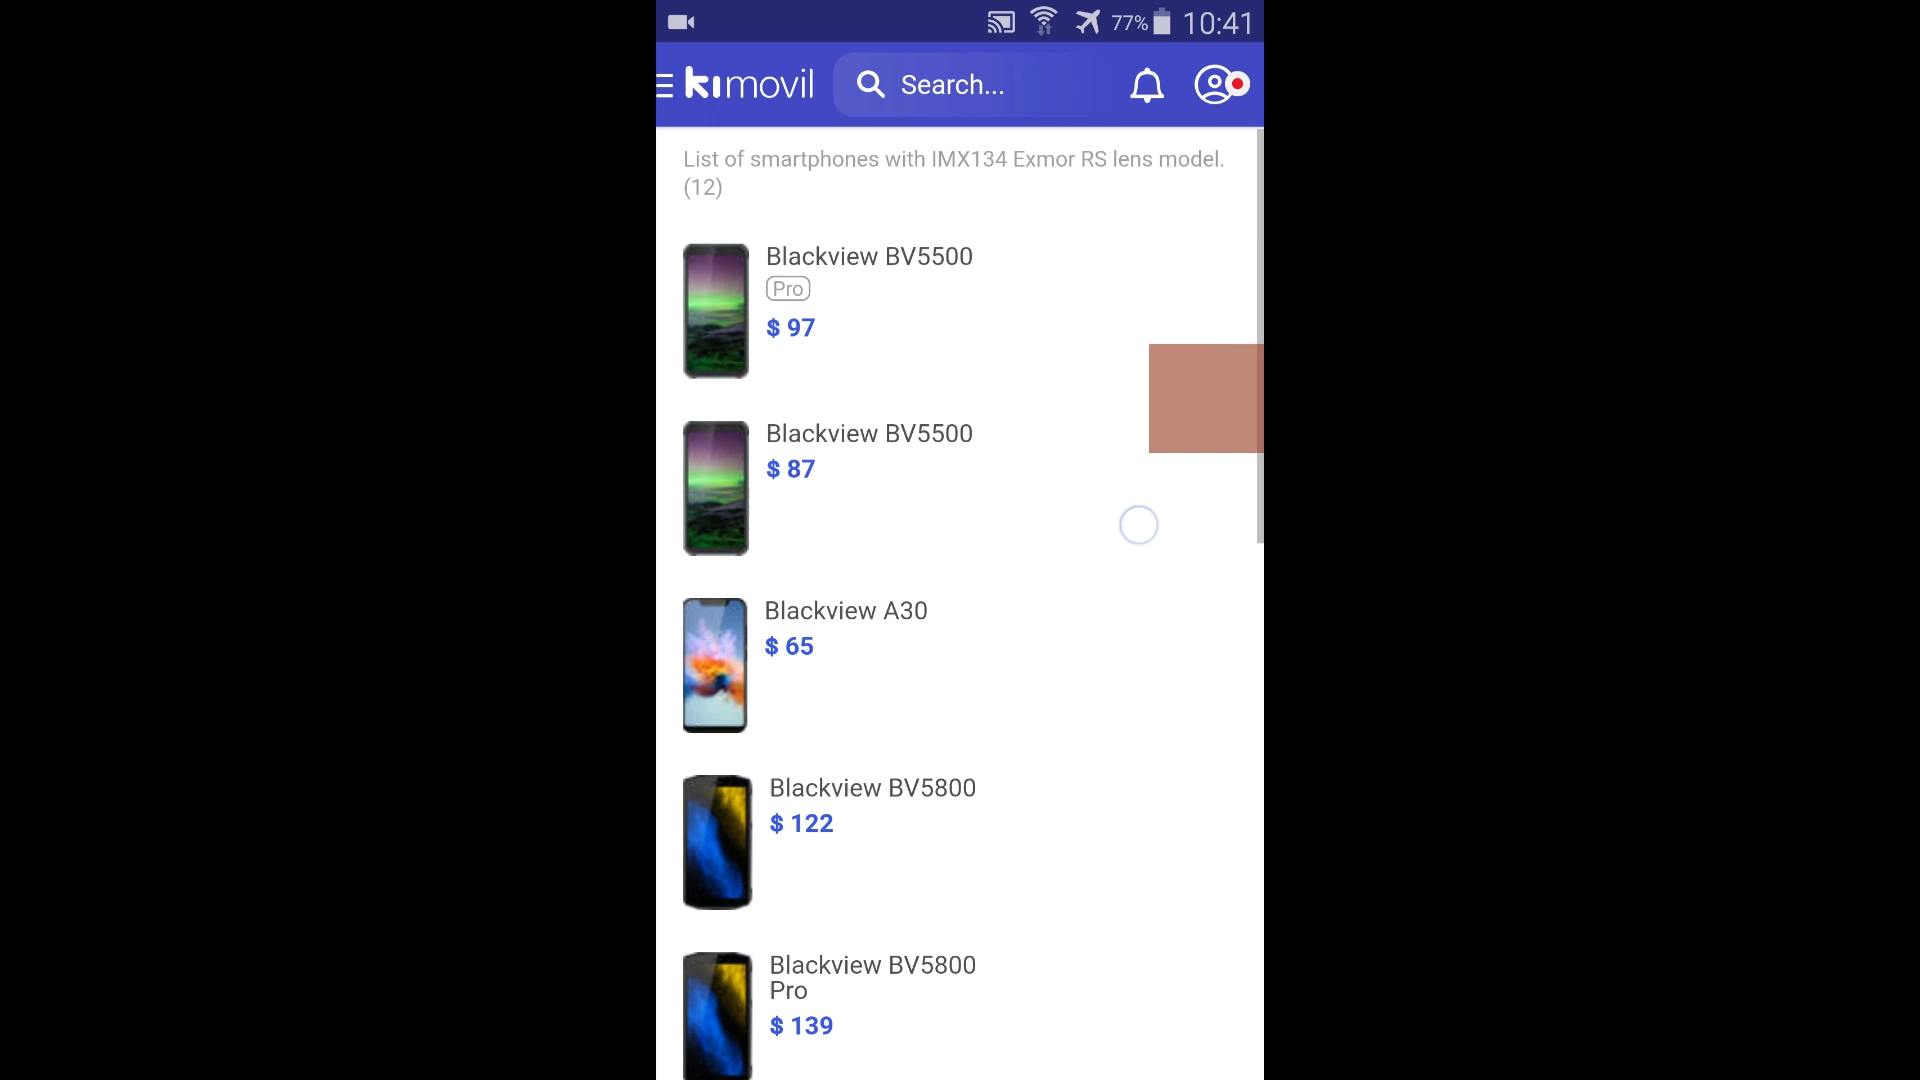 77% 10:41
kimovil Search...
List of smartphones with IMX134 Exmor RS lens model.
(12)
Blackview BV5500
Pro
$ 97
Blackview BV5500
$ 87
Blackview A30
$ 65
Blackview BV5800
$ 122
Blackview BV5800
Pro
$ 139